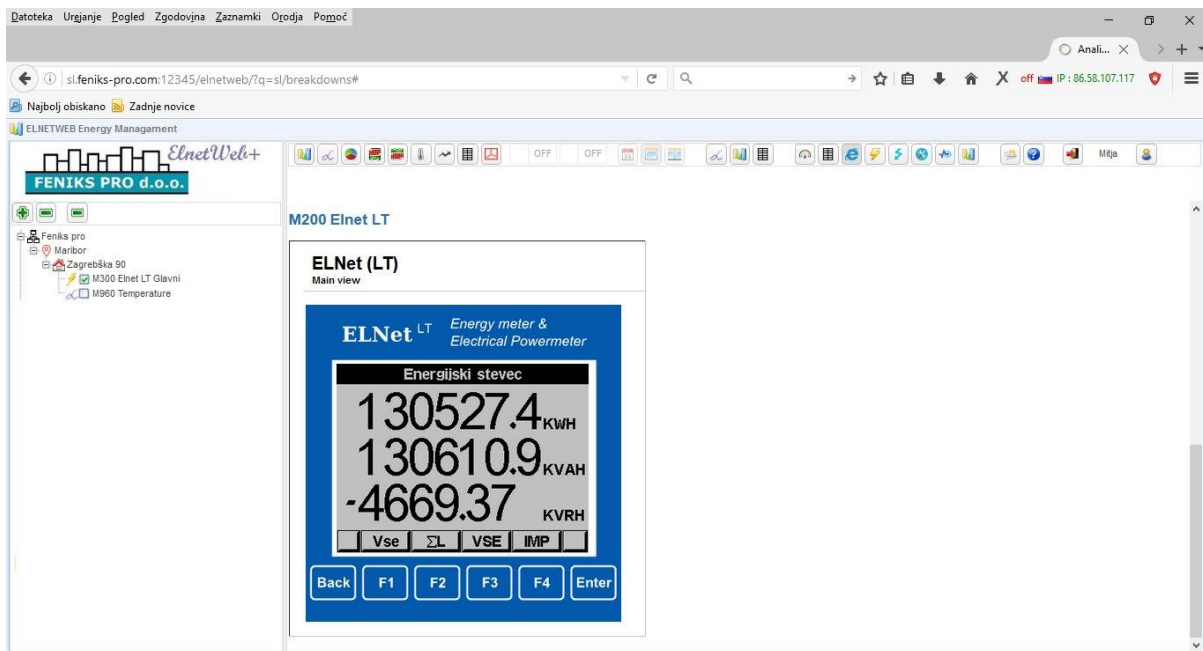 Datoteka Urejanje Pogled Zgodovina Zaznamki Orodja Pomoč
Anali...
sl.feniks-pro.com:12345/elnetweb/?q=sl/breakdowns#
off IP : 86.58.107.117
Najbolj obiskano Zadnje novice
ELNETWEB Energy Managament
ElnetWeb+
FENIKS PRO d.o.o.
OFF OFF Mitja
Feniks pro
Maribor
Zagrebška 90
M300 Elnet LT Glavni
M960 Temperature
M200 Elnet LT
ELNet (LT)
Main view
ELNet LT Energy meter &
Electrical Powermeter
Energijski stevec
130527.4 KWH
130610.9 KVAH
-4669.37 KVRH
Vse ΣL VSE IMP
Back F1 F2 F3 F4 Enter